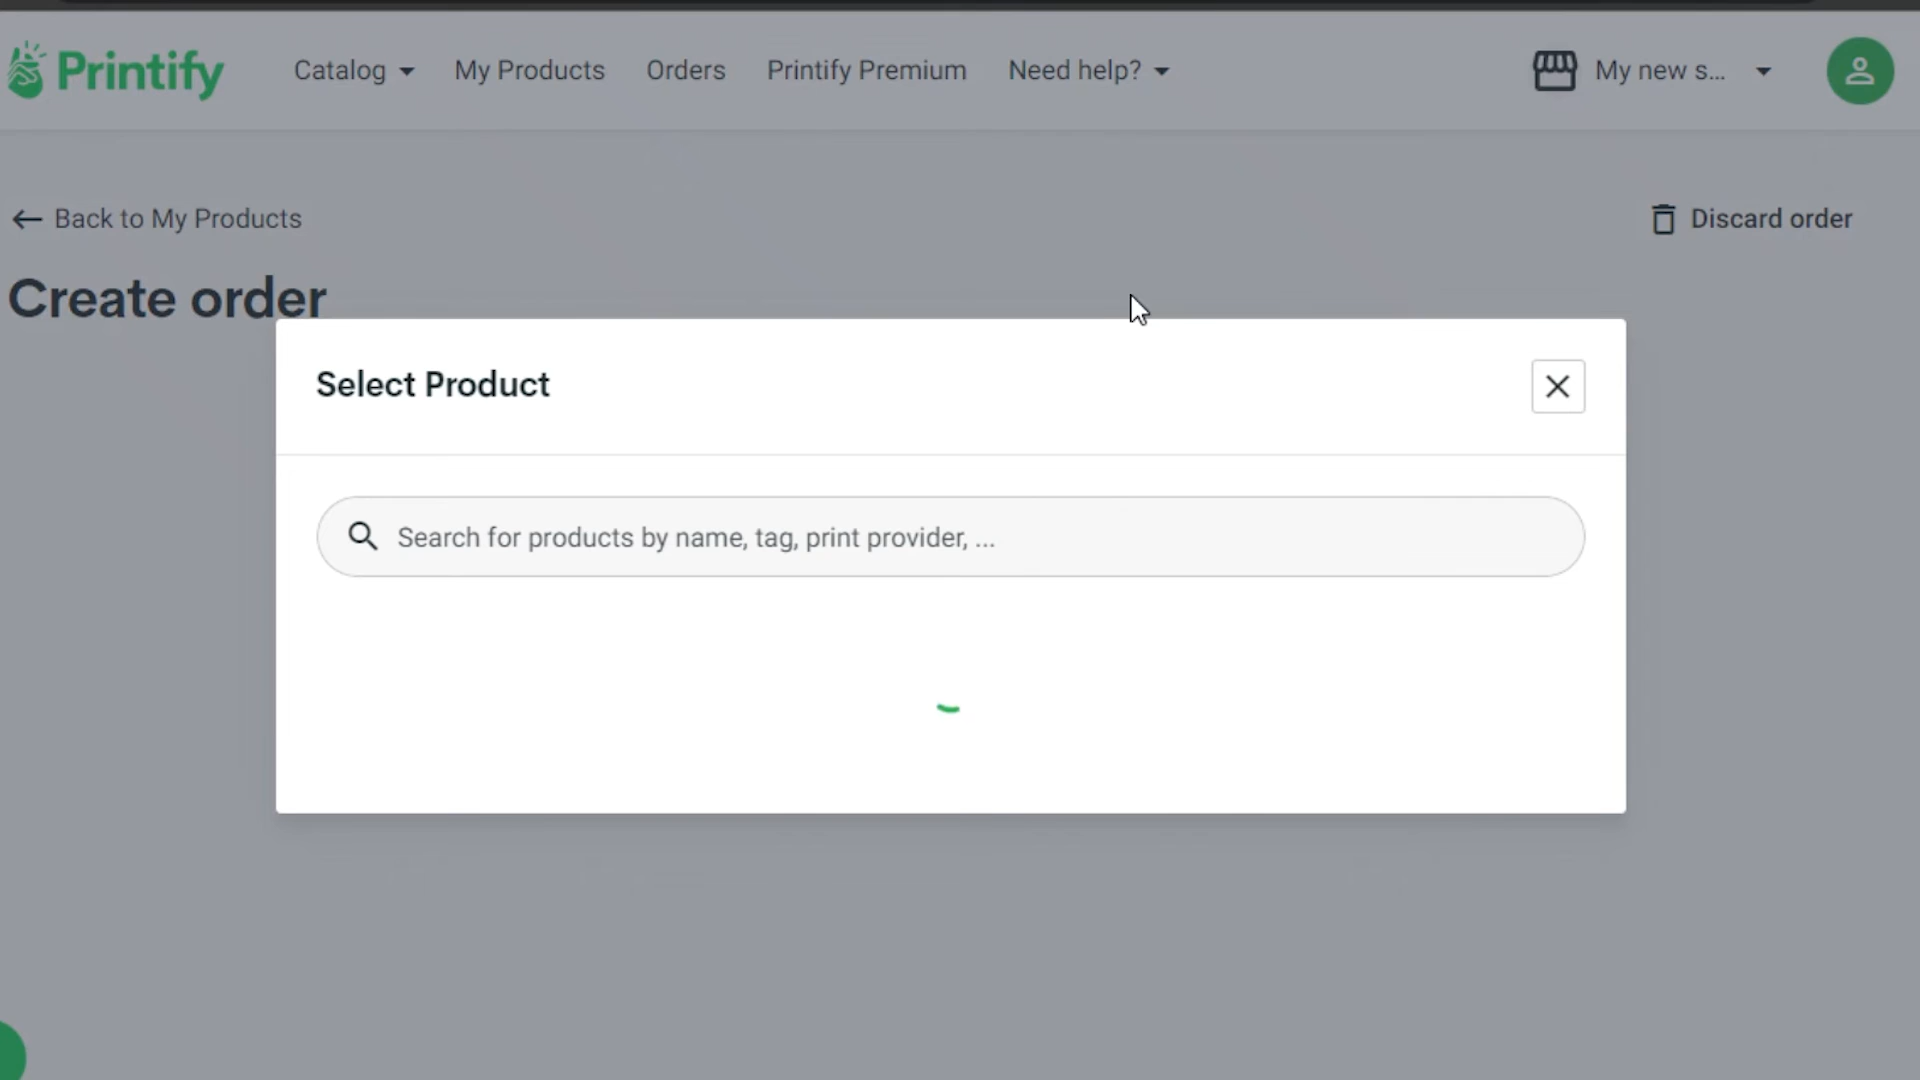 Printify
Catalog
My Products
Orders
Printify Premium
Need help?
My new s...
Back to My Products
Discard order
Create order
Select Product
Search for products by name, tag, print provider, ...